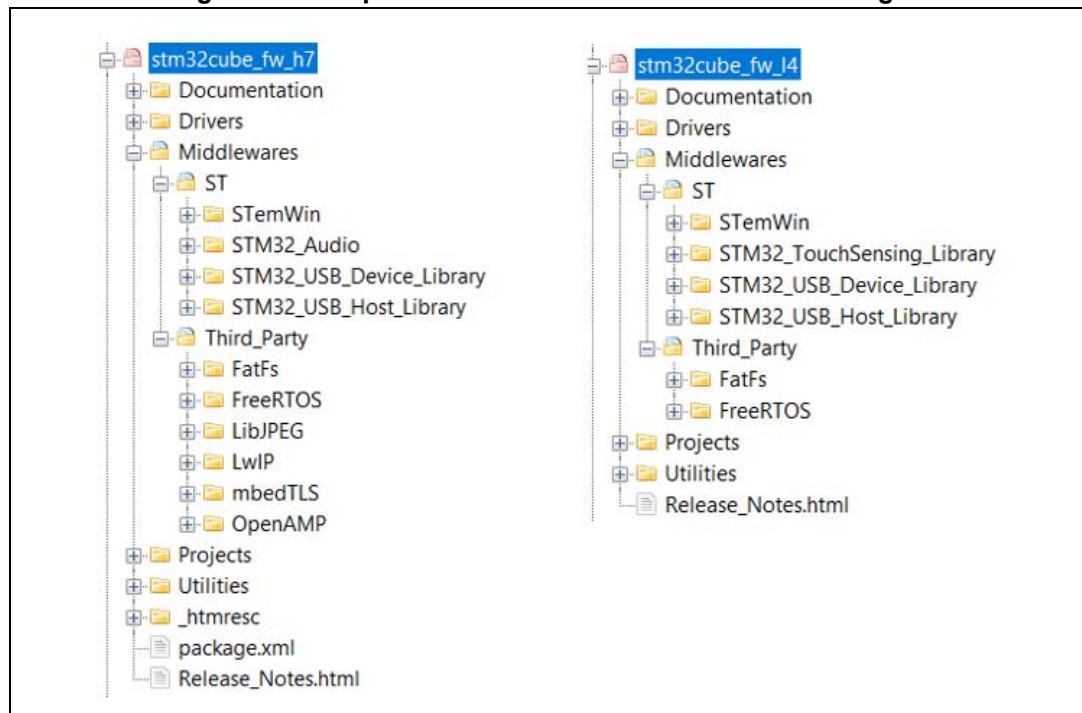 stm32cube_fw_h7
Documentation
Drivers
Middlewares
ST
STemWin
STM32_Audio
STM32_USB_Device_Library
STM32_USB_Host_Library
Third_Party
FatFs
FreeRTOS
LibJPEG
LwIP
mbedTLS
OpenAMP
Projects
Utilities
_htmresc
package.xml
Release_Notes.html
stm32cube_fw_l4
Documentation
Drivers
Middlewares
ST
STemWin
STM32_TouchSensing_Library
STM32_USB_Device_Library
STM32_USB_Host_Library
Third_Party
FatFs
FreeRTOS
Projects
Utilities
Release_Notes.html